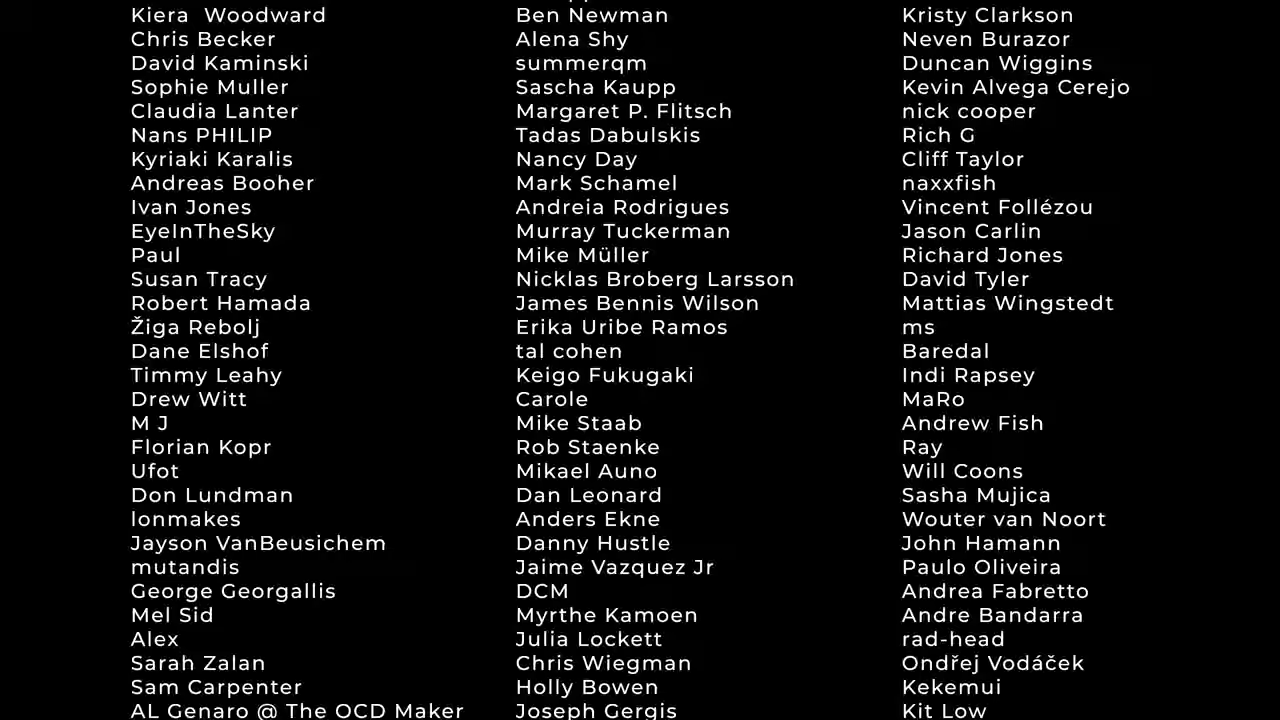 Kiera  Woodward
Chris Becker
David Kaminski
Sophie Muller
Claudia Lanter
Nans PHILIP
Kyriaki Karalis
Andreas Booher
Ivan Jones
EyeInTheSky
Paul
Susan Tracy
Robert Hamada
Žiga Rebolj
Dane Elshof
Timmy Leahy
Drew Witt
M J
Florian Kopr
Ufot
Don Lundman
lonmakes
Jayson VanBeusichem
mutandis
George Georgallis
Mel Sid
Alex
Sarah Zalan
Sam Carpenter
AL Genaro @ The OCD Maker
Ben Newman
Alena Shy
summerqm
Sascha Kaupp
Margaret P. Flitsch
Tadas Dabulskis
Nancy Day
Mark Schamel
Andreia Rodrigues
Murray Tuckerman
Mike Müller
Nicklas Broberg Larsson
James Bennis Wilson
Erika Uribe Ramos
tal cohen
Keigo Fukugaki
Carole
Mike Staab
Rob Staenke
Mikael Auno
Dan Leonard
Anders Ekne
Danny Hustle
Jaime Vazquez Jr
DCM
Myrthe Kamoen
Julia Lockett
Chris Wiegman
Holly Bowen
Joseph Gergis
Kristy Clarkson
Neven Burazor
Duncan Wiggins
Kevin Alvega Cerejo
nick cooper
Rich G
Cliff Taylor
naxxfish
Vincent Follézou
Jason Carlin
Richard Jones
David Tyler
Mattias Wingstedt
ms
Baredal
Indi Rapsey
MaRo
Andrew Fish
Ray
Will Coons
Sasha Mujica
Wouter van Noort
John Hamann
Paulo Oliveira
Andrea Fabretto
Andre Bandarra
rad-head
Ondřej Vodáček
Kekemui
Kit Low